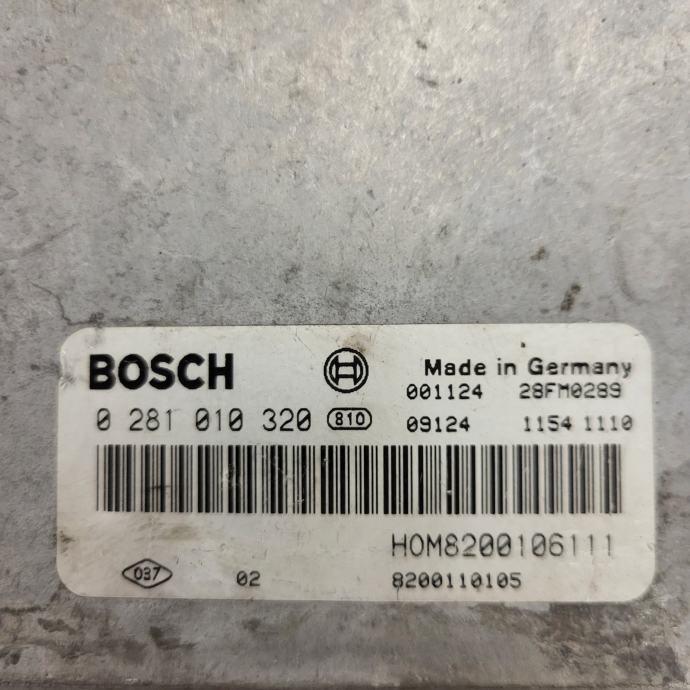 BOSCH Made in Germany
001124 28FM0289
0 281 010 320 810 09124 1154 1110
HOM8200106111
037 02 8200110105